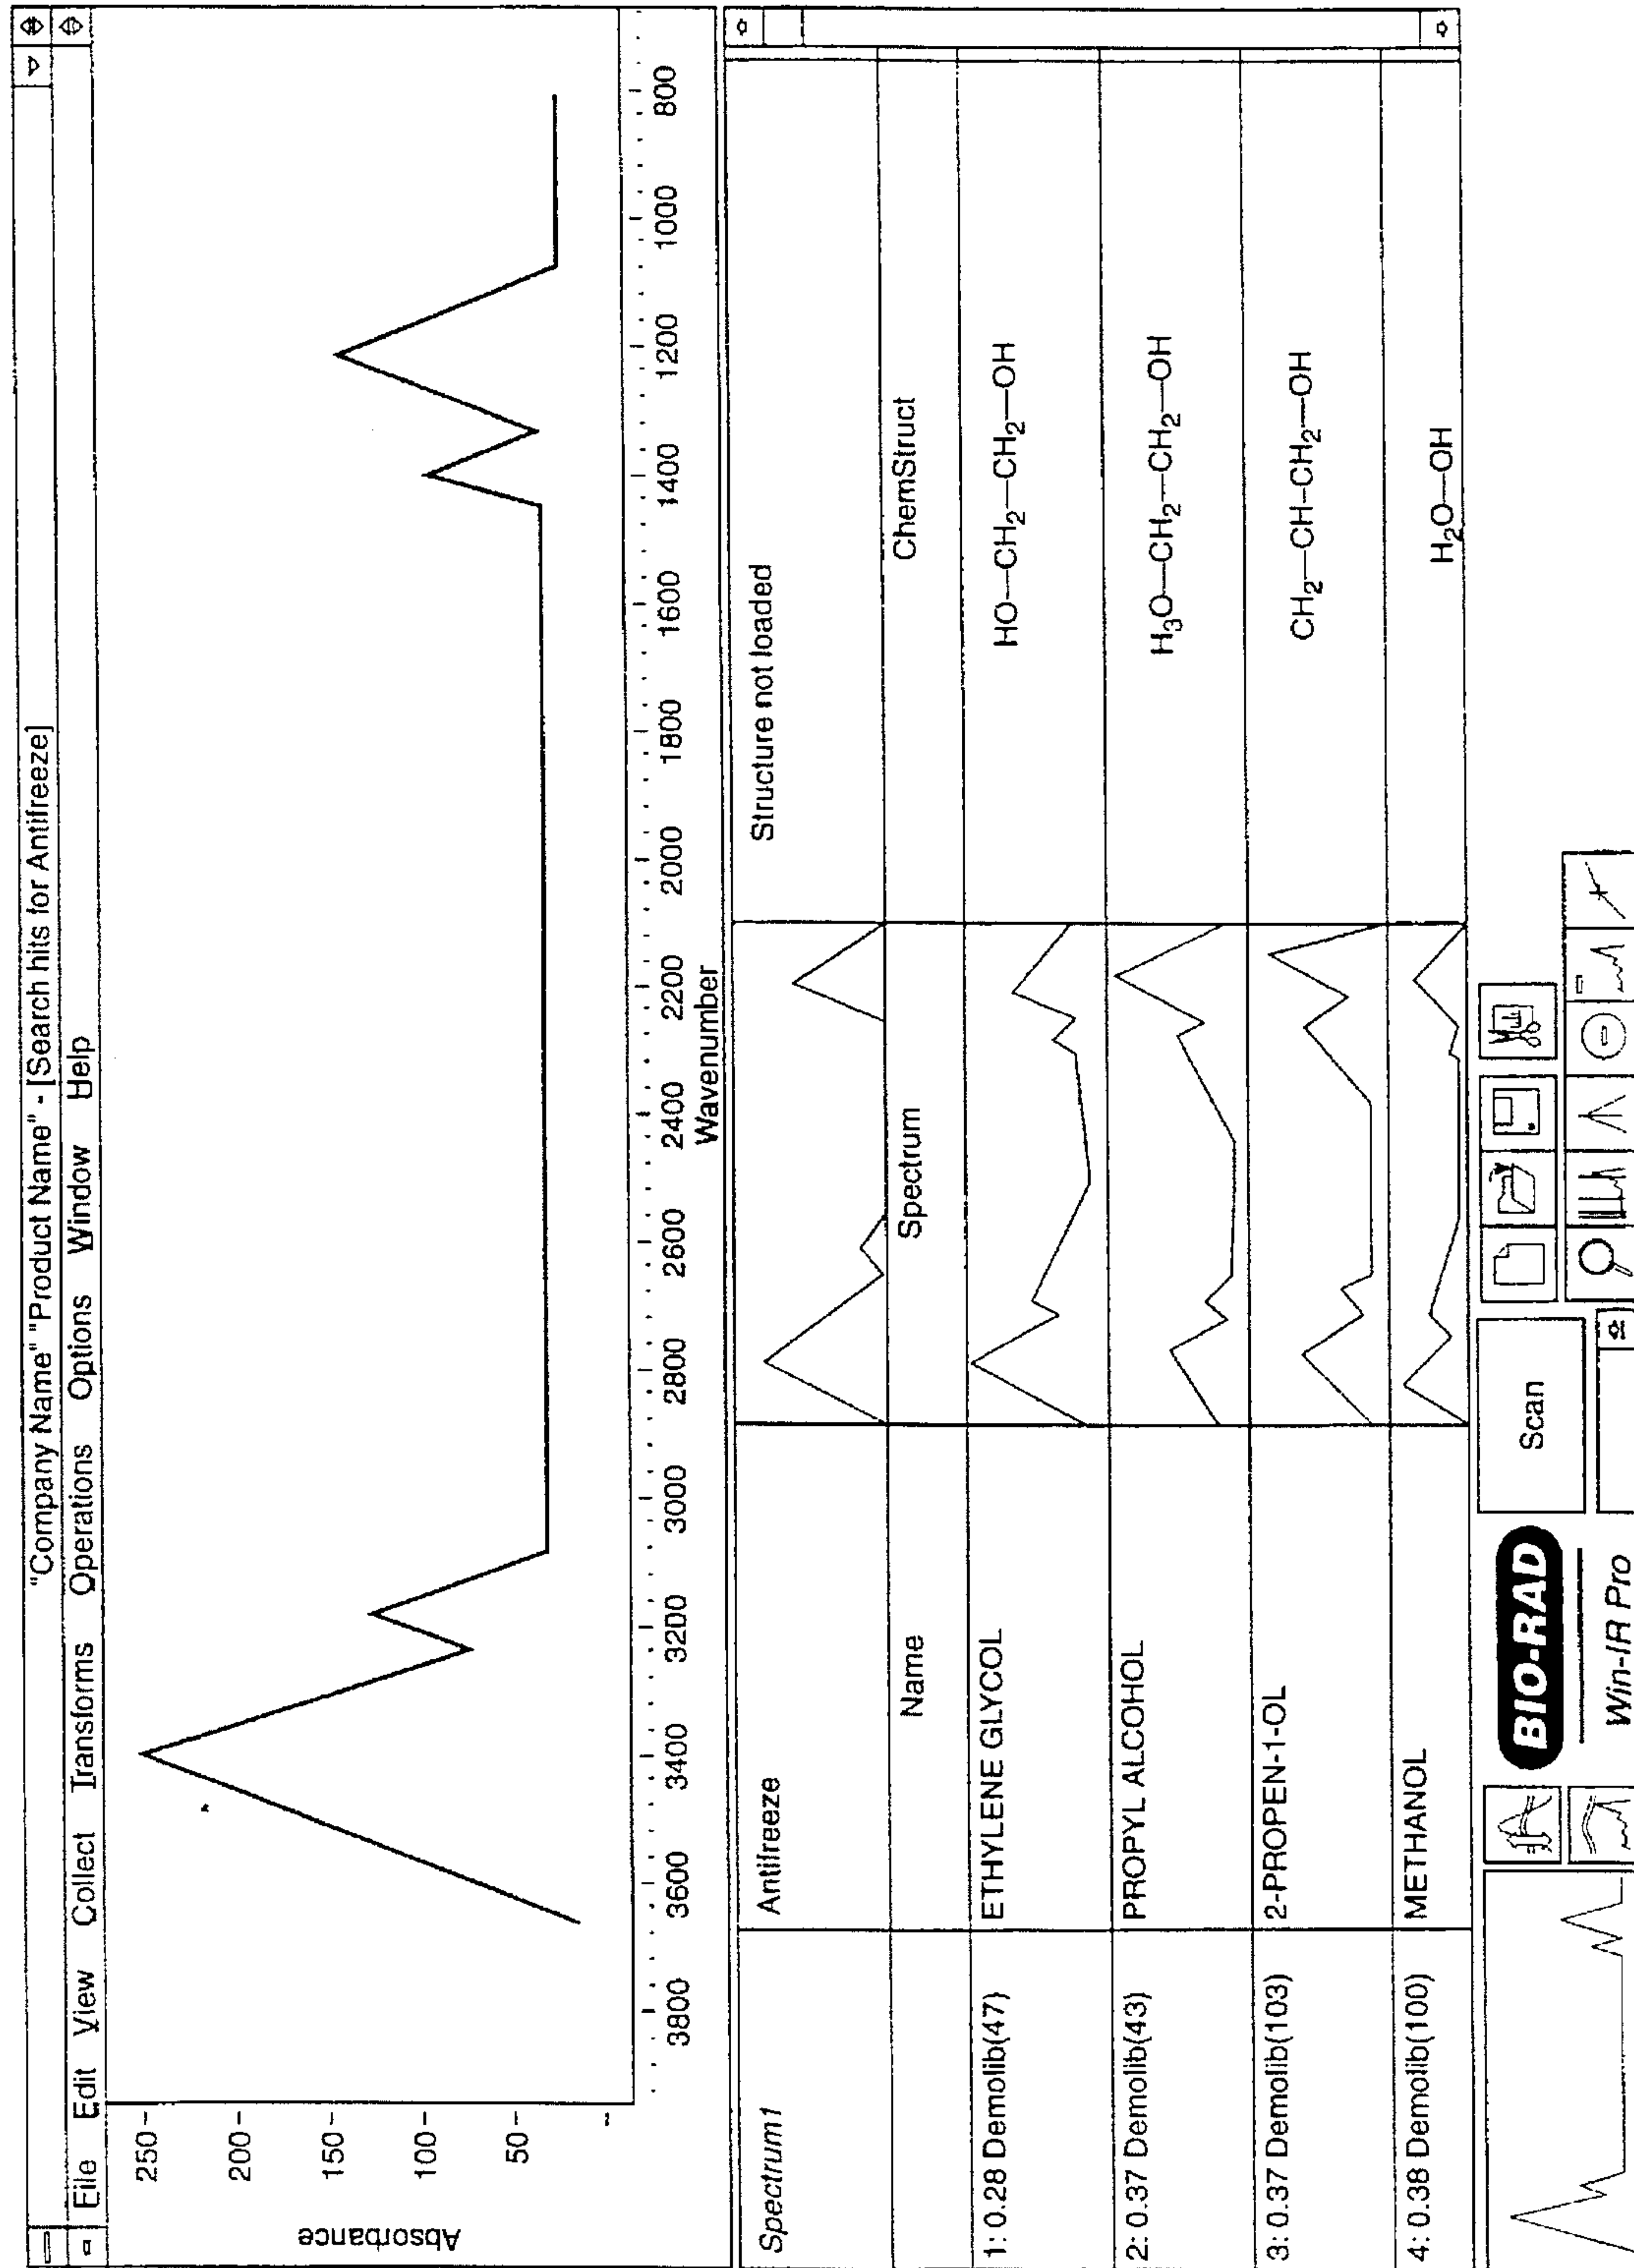 "Company Name" "Product Name" - [Search hits for Antifreeze]
File Edit View Collect Transforms Operations Options Window Help
Absorbance
250
200
150
100
50
3800 3600 3400 3200 3000 2800 2600 2400 2200 2000 1800 1600 1400 1200 1000 800
Wavenumber
Spectrum1 Antifreeze Structure not loaded
Name Spectrum ChemStruct
1: 0.28 Demolib(47) ETHYLENE GLYCOL HO—CH₂—CH₂—OH
2: 0.37 Demolib(43) PROPYL ALCOHOL H₃O—CH₂—CH₂—OH
3: 0.37 Demolib(103) 2-PROPEN-1-OL CH₂—CH-CH₂—OH
4: 0.38 Demolib(100) METHANOL H₂O—OH
BIO-RAD
Win-IR Pro
Scan